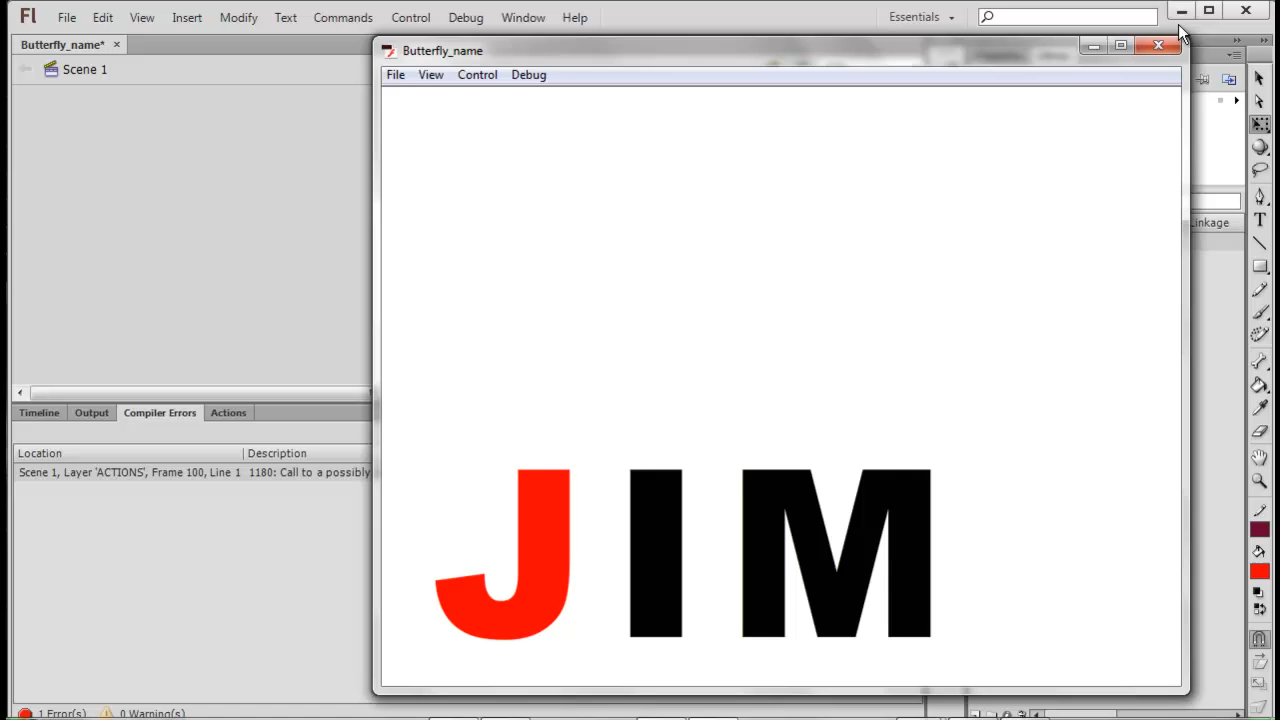 Fl File Edit View Insert Modify Text Commands Control Debug Window Help Essentials
Butterfly_name*
Scene 1
Butterfly_name
File View Control Debug
Linkage
T
Timeline Output Compiler Errors Actions
Location Description
Scene 1, Layer 'ACTIONS', Frame 100, Line 1 1180: Call to a possibly
JIM
1 Error(s) 0 Warning(s)